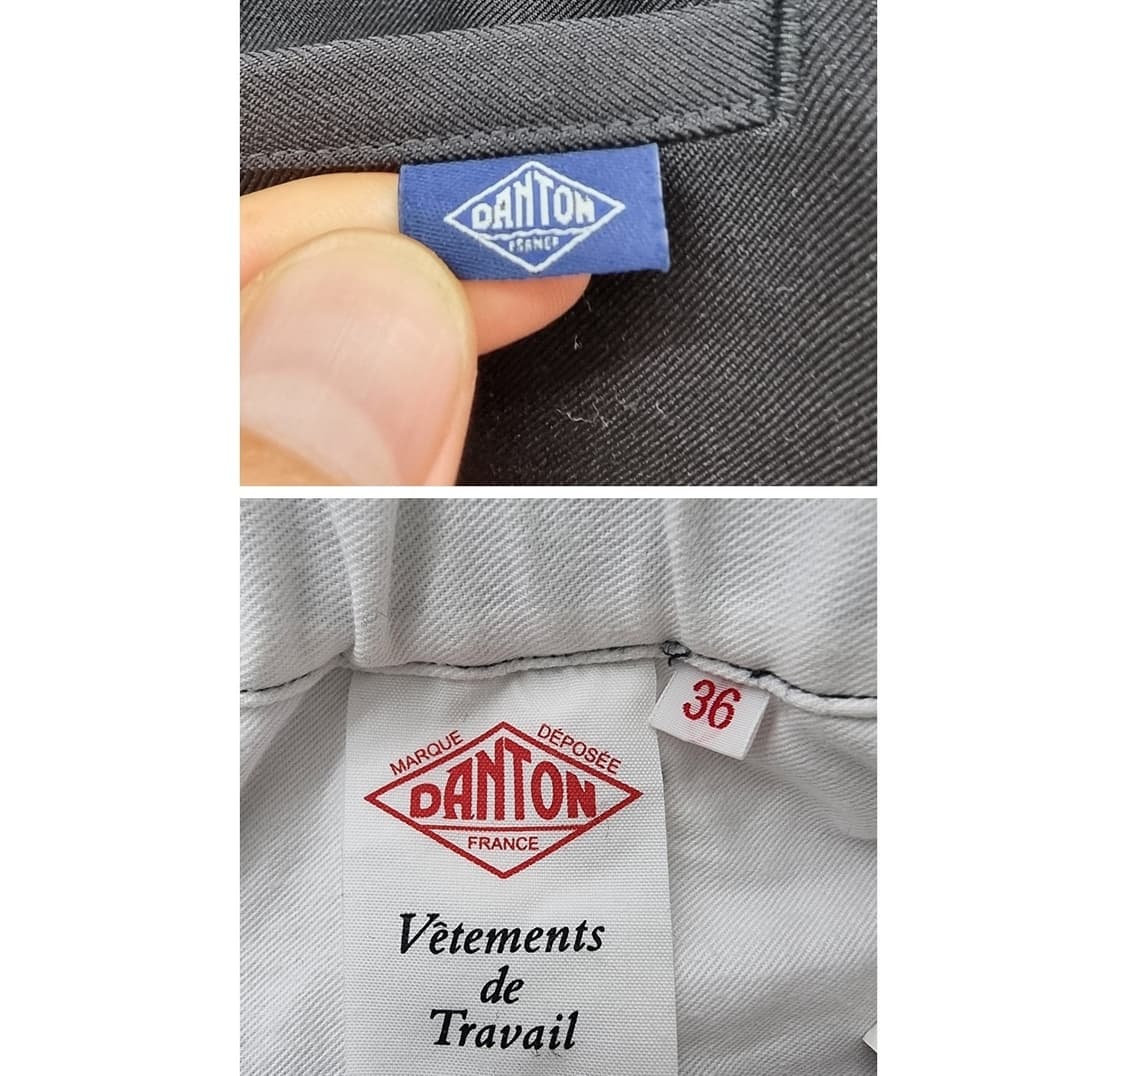 DANTON
FRANCE
36
MARQUE DÉPOSÉE
DANTON
FRANCE
Vêtements
de
Travail